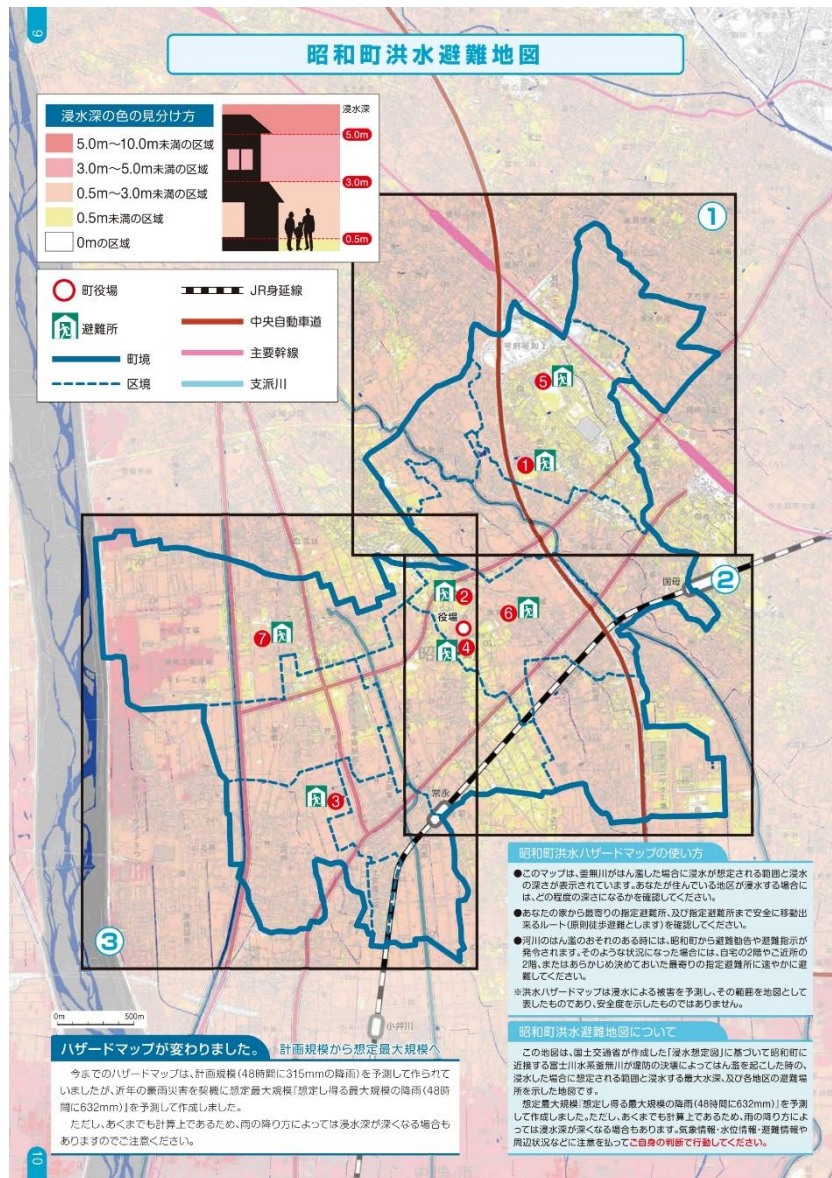 9
昭和町洪水避難地図
浸水深の色の見分け方
5.0m～10.0m未満の区域
3.0m～5.0m未満の区域
0.5m～3.0m未満の区域
0.5m未満の区域
0mの区域
浸水深
5.0m
3.0m
0.5m
町役場
避難所
町境
区境
JR身延線
中央自動車道
主要幹線
支派川
1
5
1
国母
2
2
役場
6
4
昭
7
3
常永
3
小井川
0m
500m
昭和町洪水ハザードマップの使い方
●このマップは、釜無川がはん濫した場合に浸水が想定される範囲と浸水
の深さが表示されています。あなたが住んでいる地区が浸水する場合に
は、どの程度の深さになるかを確認してください。
●あなたの家から最寄りの指定避難所、及び指定避難所まで安全に移動出
来るルート(原則徒歩避難とします)を確認してください。
●河川のはん濫のおそれのある時には、昭和町から避難勧告や避難指示が
発令されます。そのような状況になった場合には、自宅の2階やご近所の
2階、またはあらかじめ決めておいた最寄りの指定避難所に速やかに避
難してください。
※洪水ハザードマップは浸水による被害を予測し、その範囲を地図として
表したものであり、安全度を示したものではありません。
ハザードマップが変わりました。 計画規模から想定最大規模へ
今までのハザードマップは、計画規模(48時間に315mmの降雨)を予測して作られて
いましたが、近年の豪雨災害を契機に想定最大規模「想定し得る最大規模の降雨(48時
間に632mm)」を予測して作成しました。
ただし、あくまでも計算上であるため、雨の降り方によっては浸水深が深くなる場合も
ありますのでご注意ください。
昭和町洪水避難地図について
この地図は、国土交通省が作成した「浸水想定図」に基づいて昭和町に
近接する富士川水系釜無川が堤防の決壊によってはん濫を起こした時の、
浸水した場合に想定される範囲と浸水する最大水深、及び各地区の避難場
所を示した地図です。
想定最大規模「想定し得る最大規模の降雨(48時間に632mm)」を予測
して作成しました。ただし、あくまでも計算上であるため、雨の降り方によ
っては浸水深が深くなる場合もあります。気象情報・水位情報・避難情報や
周辺状況などに注意を払ってご自身の判断で行動してください。
10
中央市